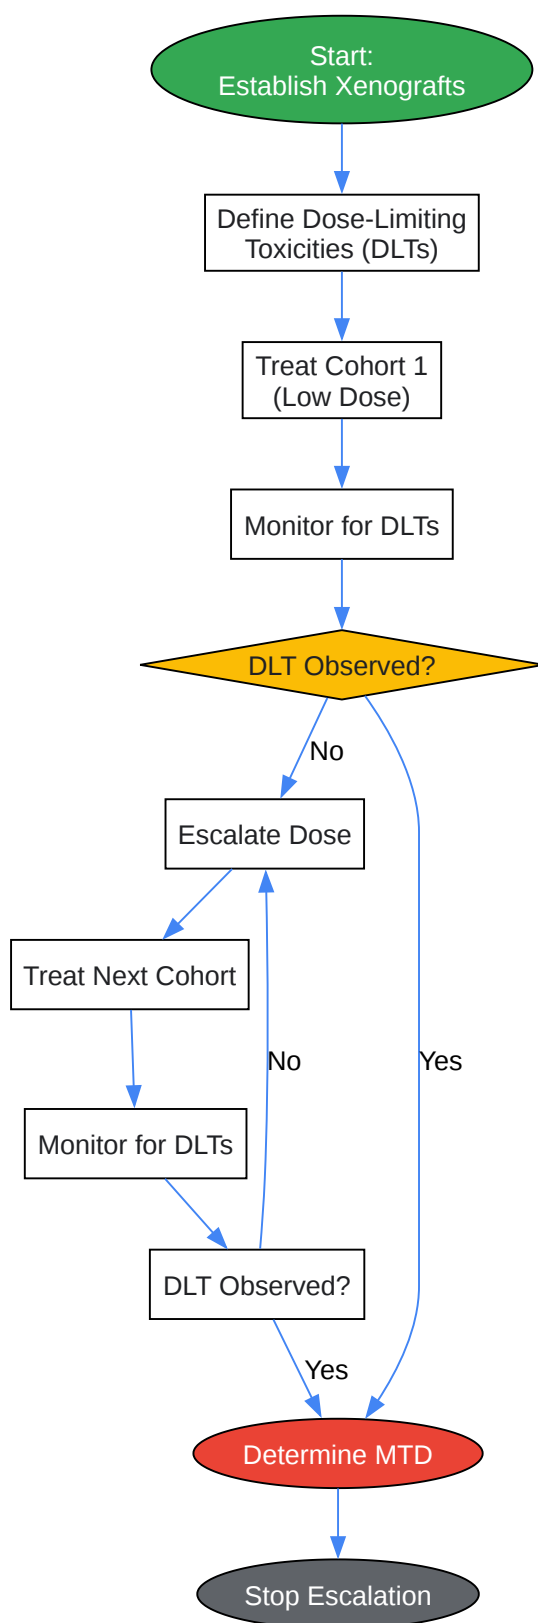 Start:
Establish Xenografts
Define Dose-Limiting
Toxicities (DLTs)
Treat Cohort 1
(Low Dose)
Monitor for DLTs
DLT Observed?
No
Escalate Dose
Treat Next Cohort
No
Yes
Monitor for DLTs
DLT Observed?
Yes
Determine MTD
Stop Escalation